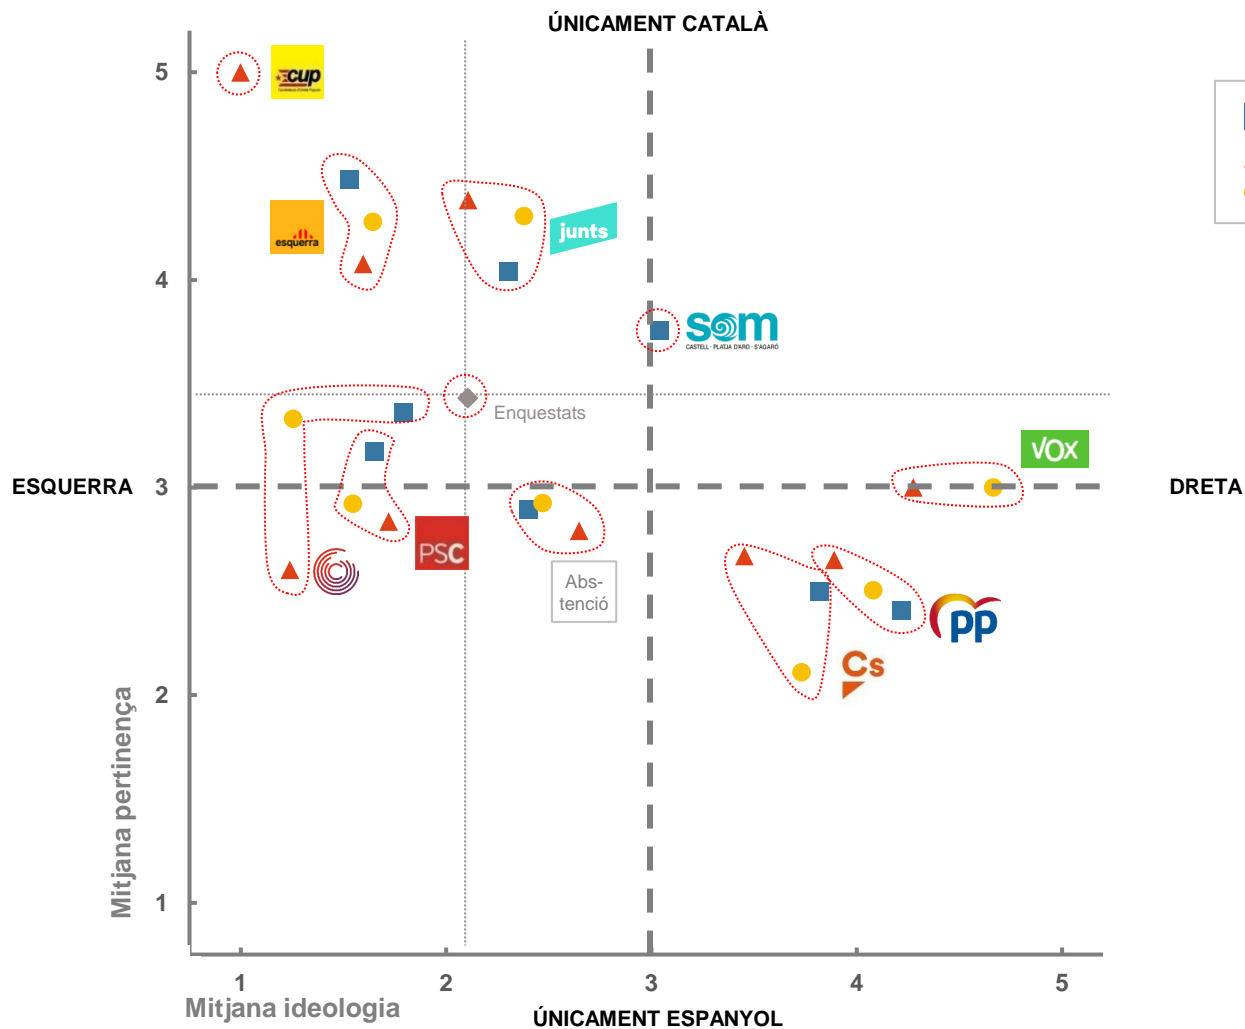 ÚNICAMENT CATALÀ
5
cup
esquerra
junts
4
som
CASTELL · PLATJA D'ARO · S'AGARÓ
Enquestats
VOX
ESQUERRA
3
DRETA
PSC
Abs-
tenció
pp
Cs
2
Mitjana pertinença
1
1
2
3
4
5
Mitjana ideologia
ÚNICAMENT ESPANYOL